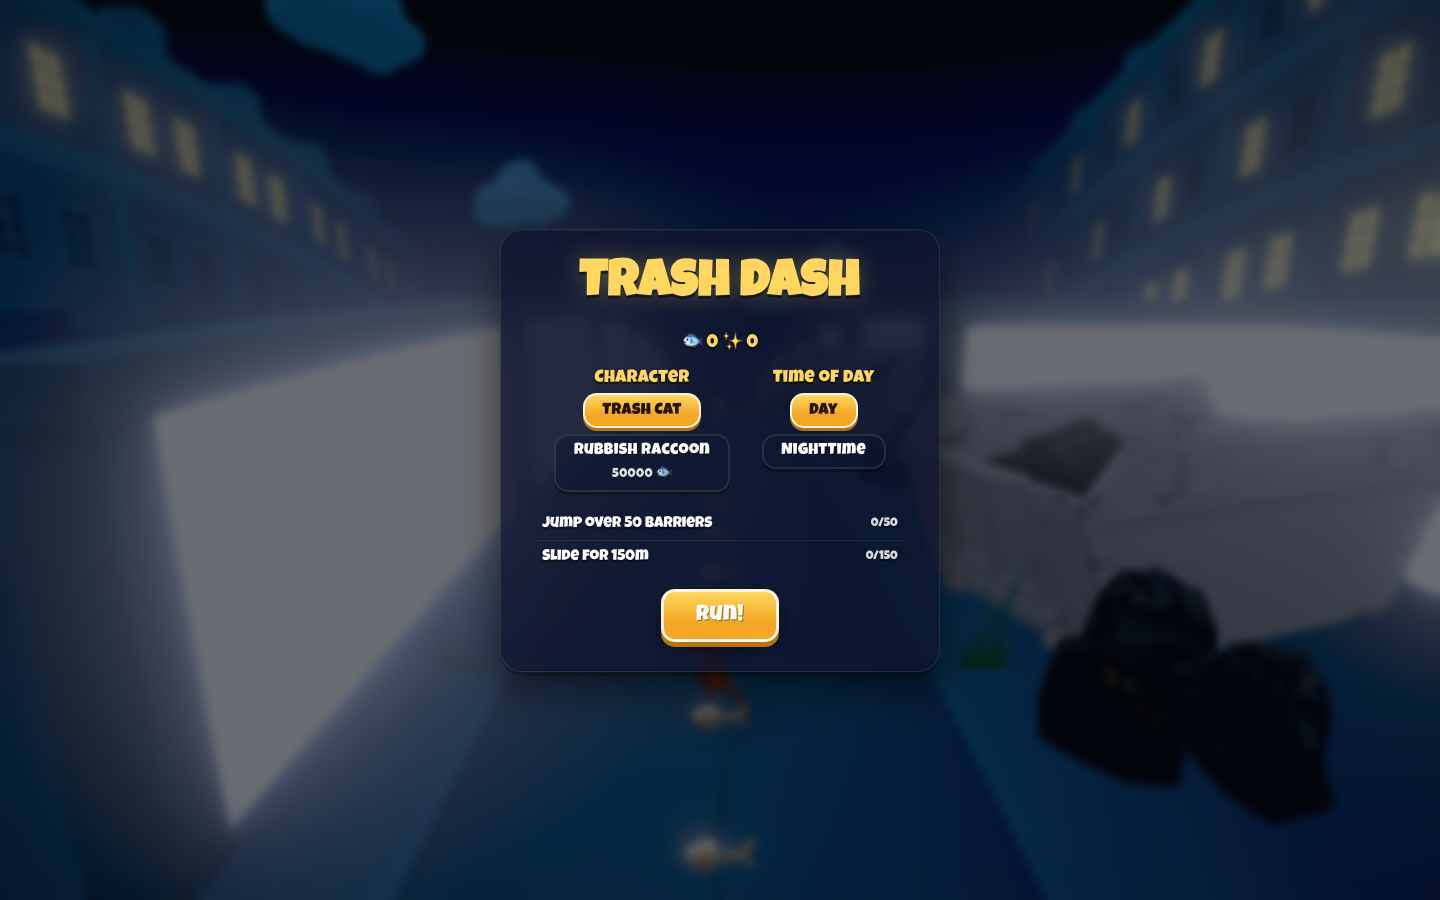 TRASH DASH
0 0
CHARACTER
TIME OF DAY
TRASH CAT
DAY
RUBBISH RACCOON
50000
NIGHTTIME
JUMP OVER 50 BARRIERS
0/50
SLIDE FOR 150M
0/150
RUN!